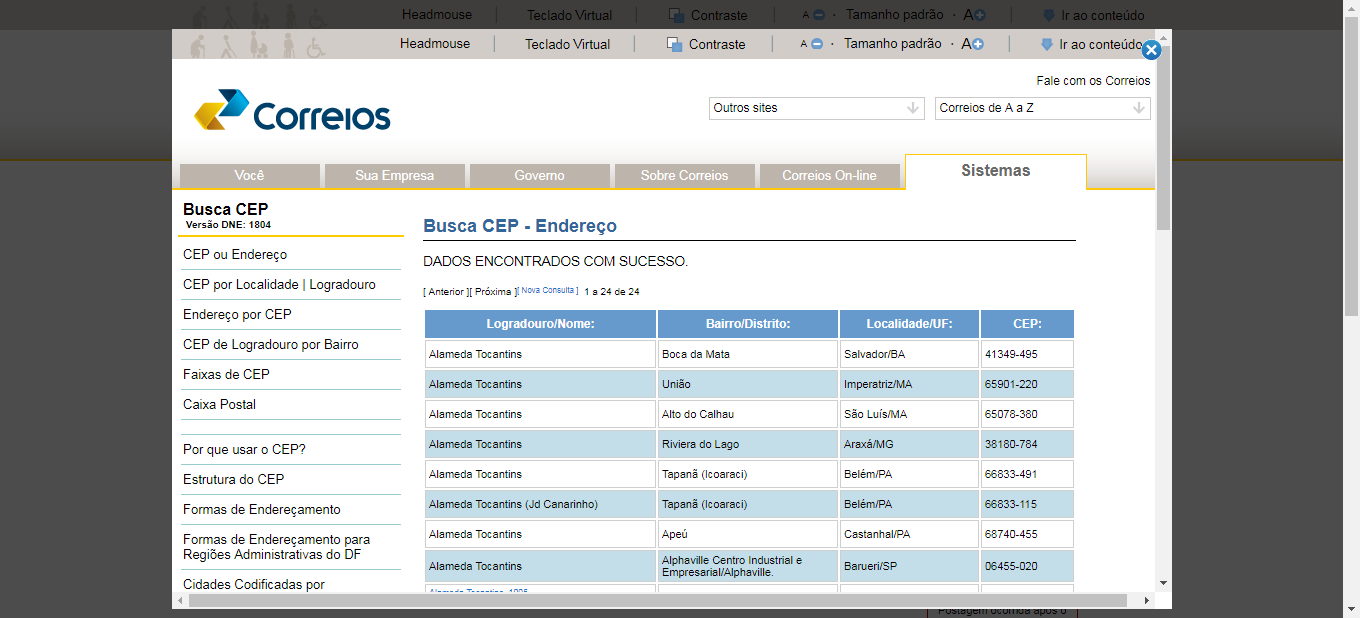 Headmouse Teclado Virtual Contraste A · Tamanho padrão · A Ir ao conteúdo
Headmouse Teclado Virtual Contraste A · Tamanho padrão · A Ir ao conteúdo
Fale com os Correios
Correios
Outros sites Correios de A a Z
Você Sua Empresa Governo Sobre Correios Correios On-line Sistemas
Busca CEP
Versão DNE: 1804
CEP ou Endereço
CEP por Localidade | Logradouro
Endereço por CEP
CEP de Logradouro por Bairro
Faixas de CEP
Caixa Postal
Por que usar o CEP?
Estrutura do CEP
Formas de Endereçamento
Formas de Endereçamento para
Regiões Administrativas do DF
Cidades Codificadas por
Busca CEP - Endereço
DADOS ENCONTRADOS COM SUCESSO.
[ Anterior ][ Próxima ][ Nova Consulta ] 1 a 24 de 24
Logradouro/Nome: Bairro/Distrito: Localidade/UF: CEP:
Alameda Tocantins Boca da Mata Salvador/BA 41349-495
Alameda Tocantins União Imperatriz/MA 65901-220
Alameda Tocantins Alto do Calhau São Luís/MA 65078-380
Alameda Tocantins Riviera do Lago Araxá/MG 38180-784
Alameda Tocantins Tapanã (Icoaraci) Belém/PA 66833-491
Alameda Tocantins (Jd Canarinho) Tapanã (Icoaraci) Belém/PA 66833-115
Alameda Tocantins Apeú Castanhal/PA 68740-455
Alameda Tocantins Alphaville Centro Industrial e
Empresarial/Alphaville. Barueri/SP 06455-020
Alameda Tocantins
Postagem ocorrida após o